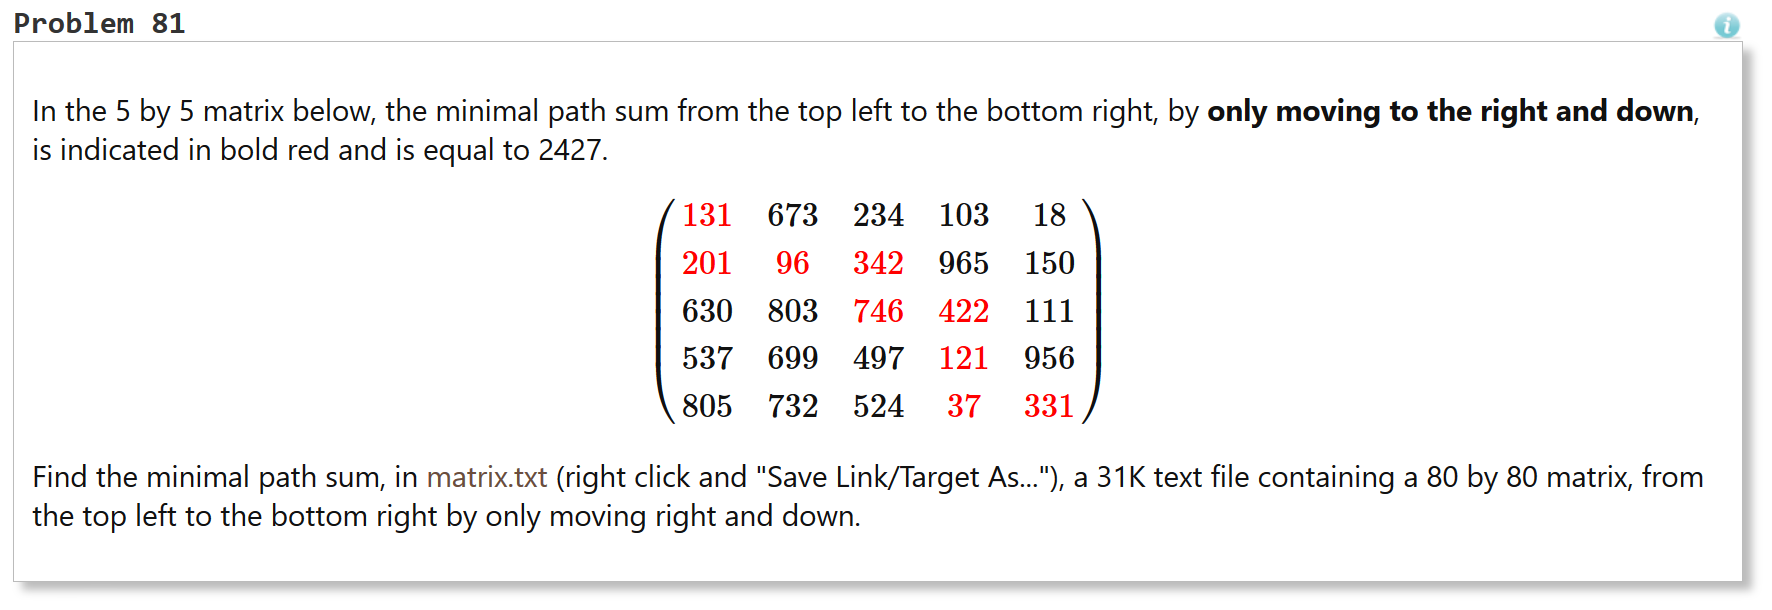 Problem 81
i
In the 5 by 5 matrix below, the minimal path sum from the top left to the bottom right, by only moving to the right and down,
is indicated in bold red and is equal to 2427.
131 673 234 103 18
201 96 342 965 150
630 803 746 422 111
537 699 497 121 956
805 732 524 37 331
Find the minimal path sum, in matrix.txt (right click and "Save Link/Target As..."), a 31K text file containing a 80 by 80 matrix, from
the top left to the bottom right by only moving right and down.